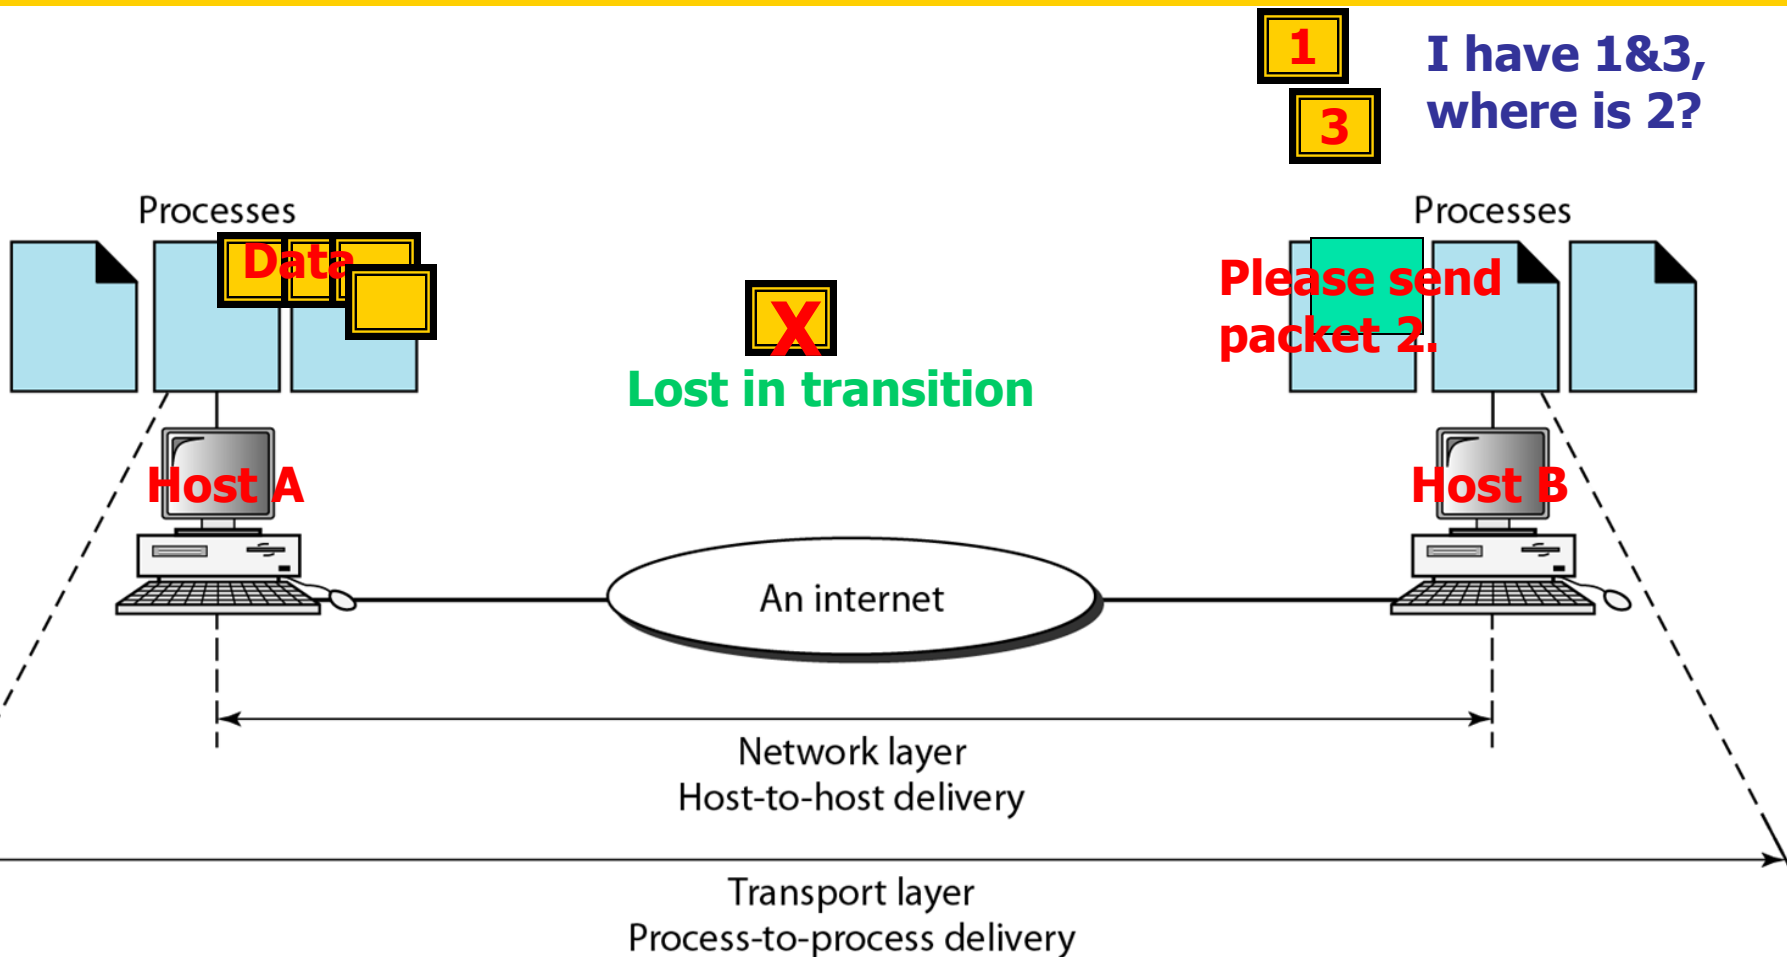 1
I have 1&3,
where is 2?
3
Processes
Processes
Data
Please send
packet 2.
X
Lost in transition
Host A
Host B
An internet
Network layer
Host-to-host delivery
Transport layer
Process-to-process delivery